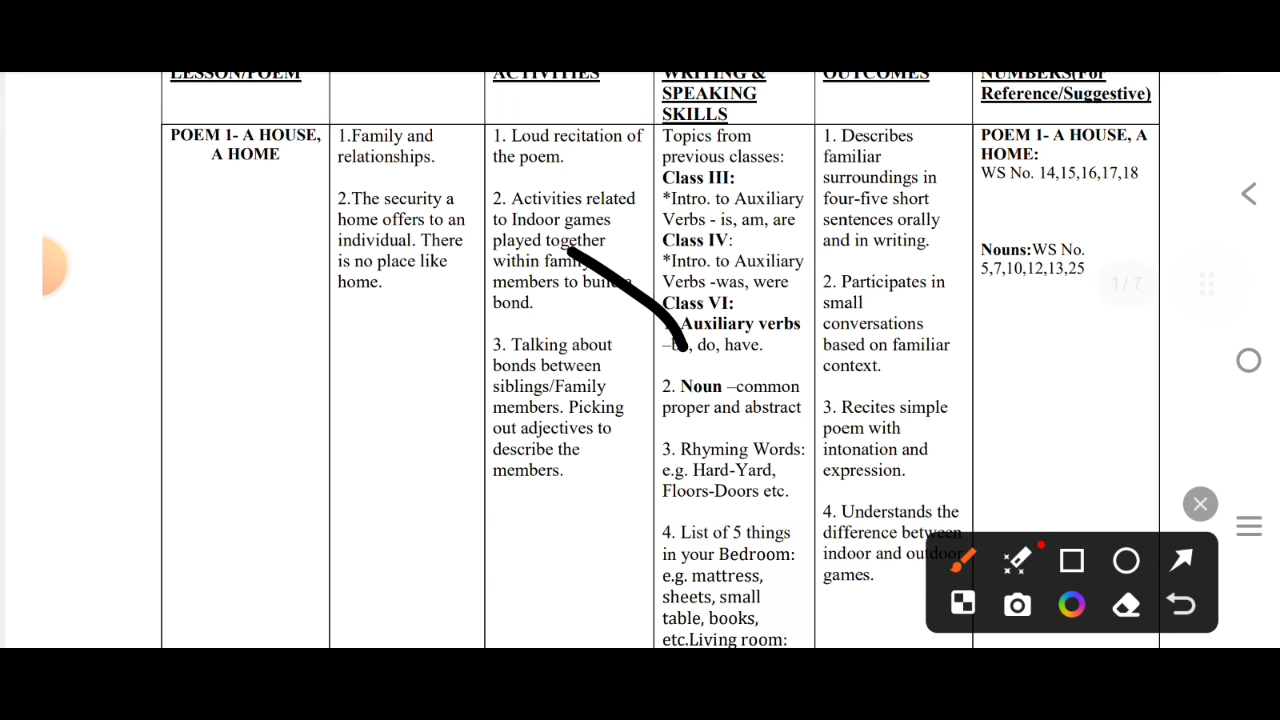 LESSON/POEM
ACTIVITIES
WRITING &
SPEAKING
SKILLS
OUTCOMES
NUMBERS(For
Reference/Suggestive)
POEM 1- A HOUSE,
A HOME
1.Family and
relationships.
2.The security a
home offers to an
individual. There
is no place like
home.
1. Loud recitation of
the poem.
2. Activities related
to Indoor games
played together
within family
members to build a
bond.
3. Talking about
bonds between
siblings/Family
members. Picking
out adjectives to
describe the
members.
Topics from
previous classes:
Class III:
*Intro. to Auxiliary
Verbs - is, am, are
Class IV:
*Intro. to Auxiliary
Verbs -was, were
Class VI:
Auxiliary verbs
do, have.
2. Noun –common
proper and abstract
3. Rhyming Words:
e.g. Hard-Yard,
Floors-Doors etc.
4. List of 5 things
in your Bedroom:
e.g. mattress,
sheets, small
table, books,
etc.Living room:
1. Describes
familiar
surroundings in
four-five short
sentences orally
and in writing.
2. Participates in
small
conversations
based on familiar
context.
3. Recites simple
poem with
intonation and
expression.
4. Understands the
difference between
indoor and outdoor
games.
POEM 1- A HOUSE, A
HOME:
WS No. 14,15,16,17,18
Nouns:WS No.
5,7,10,12,13,25
1/7